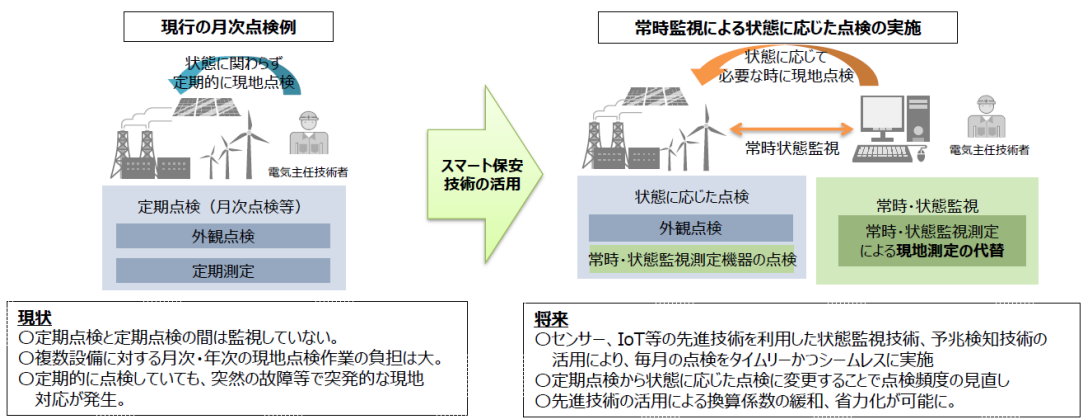 現行の月次点検例
状態に関わらず
定期的に現地点検
電気主任技術者
定期点検（月次点検等）
外観点検
定期測定
現状
○定期点検と定期点検の間は監視していない。
○複数設備に対する月次・年次の現地点検作業の負担は大。
○定期的に点検していても、突然の故障等で突発的な現地
対応が発生。
スマート保安
技術の活用
常時監視による状態に応じた点検の実施
状態に応じて
必要な時に現地点検
常時状態監視
電気主任技術者
状態に応じた点検
外観点検
常時・状態監視測定機器の点検
常時・状態監視
常時・状態監視測定
による現地測定の代替
将来
○センサー、IoT等の先進技術を利用した状態監視技術、予兆検知技術の
活用により、毎月の点検をタイムリーかつシームレスに実施
○定期点検から状態に応じた点検に変更することで点検頻度の見直し
○先進技術の活用による換算係数の緩和、省力化が可能に。